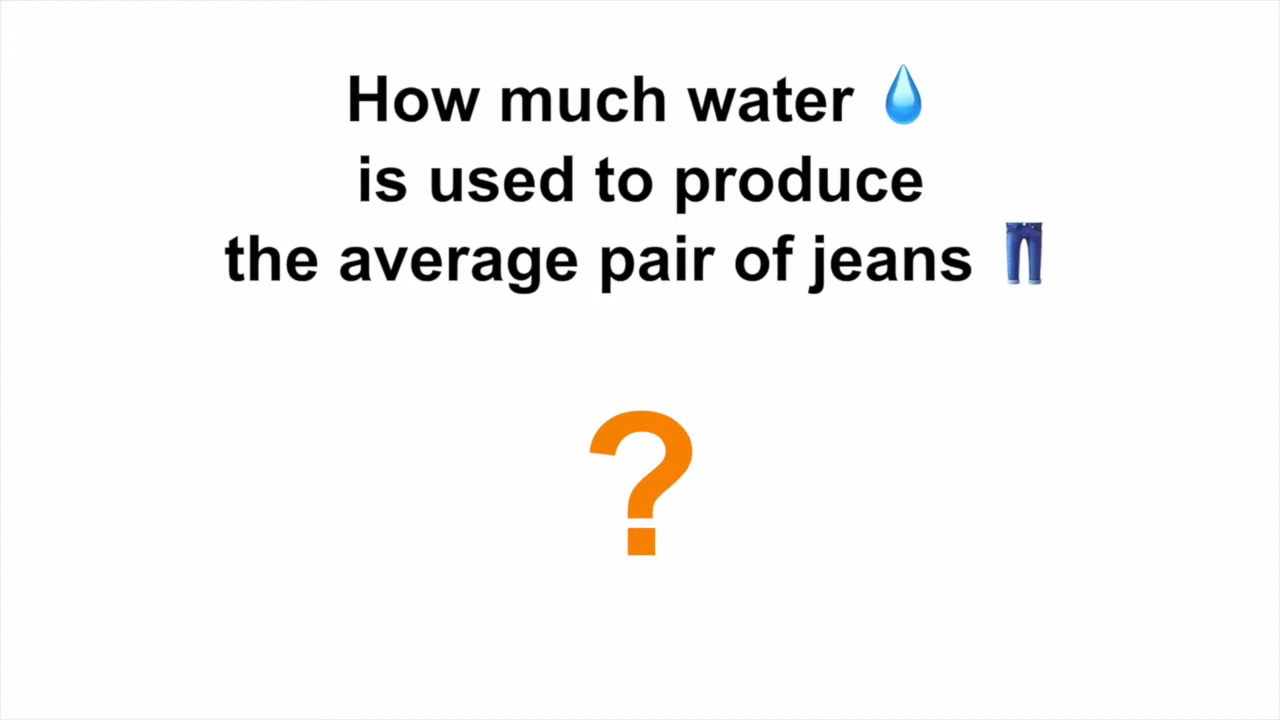 How much water 💧
is used to produce
the average pair of jeans 👖
?